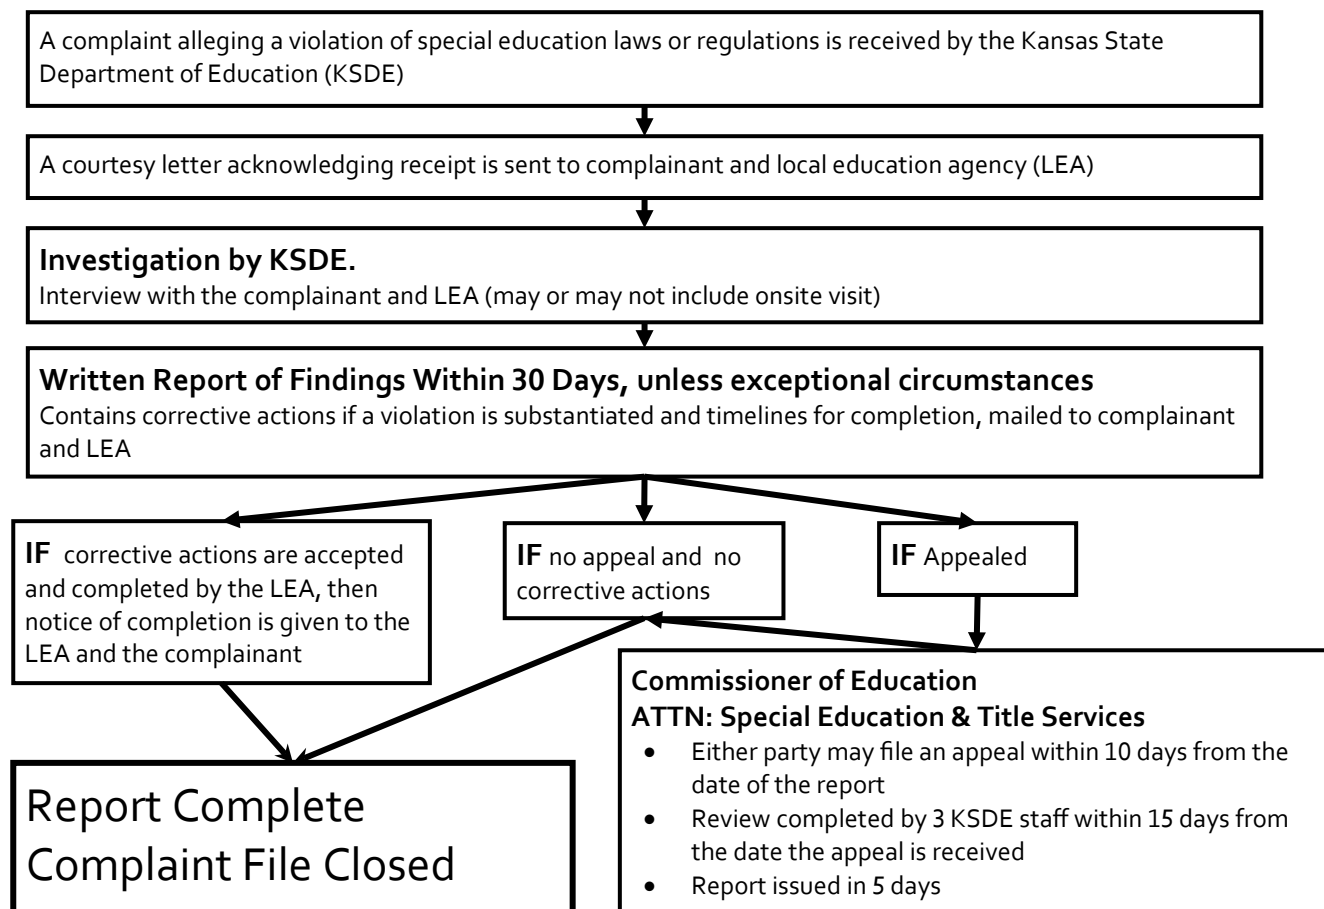 A complaint alleging a violation of special education laws or regulations is received by the Kansas State
Department of Education (KSDE)
A courtesy letter acknowledging receipt is sent to complainant and local education agency (LEA)
Investigation by KSDE.
Interview with the complainant and LEA (may or may not include onsite visit)
Written Report of Findings Within 30 Days, unless exceptional circumstances
Contains corrective actions if a violation is substantiated and timelines for completion, mailed to complainant
and LEA
IF corrective actions are accepted
and completed by the LEA, then
notice of completion is given to the
LEA and the complainant
IF no appeal and no
corrective actions
IF Appealed
Commissioner of Education
ATTN: Special Education & Title Services
• Either party may file an appeal within 10 days from the
date of the report
• Review completed by 3 KSDE staff within 15 days from
the date the appeal is received
• Report issued in 5 days
Report Complete
Complaint File Closed